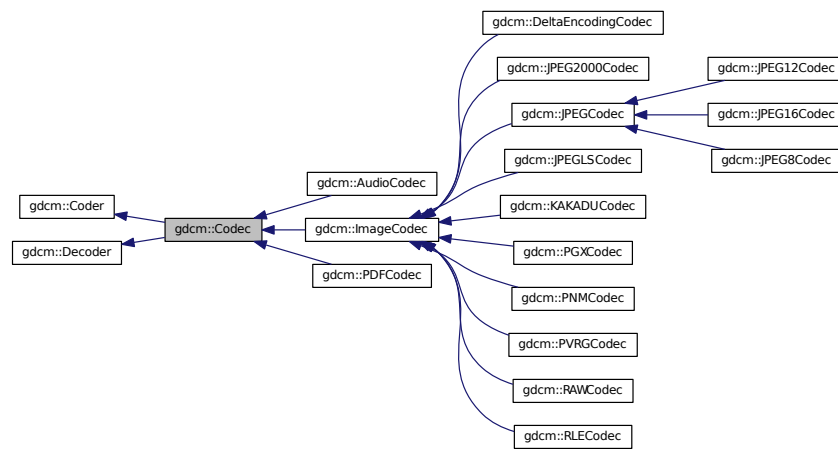 gdcm::DeltaEncodingCodec
gdcm::JPEG2000Codec
gdcm::JPEG12Codec
gdcm::JPEGCodec
gdcm::JPEG16Codec
gdcm::JPEGLSCodec
gdcm::JPEG8Codec
gdcm::AudioCodec
gdcm::Coder
gdcm::KAKADUCodec
gdcm::Codec
gdcm::ImageCodec
gdcm::Decoder
gdcm::PGXCodec
gdcm::PDFCodec
gdcm::PNMCodec
gdcm::PVRGCodec
gdcm::RAWCodec
gdcm::RLECodec